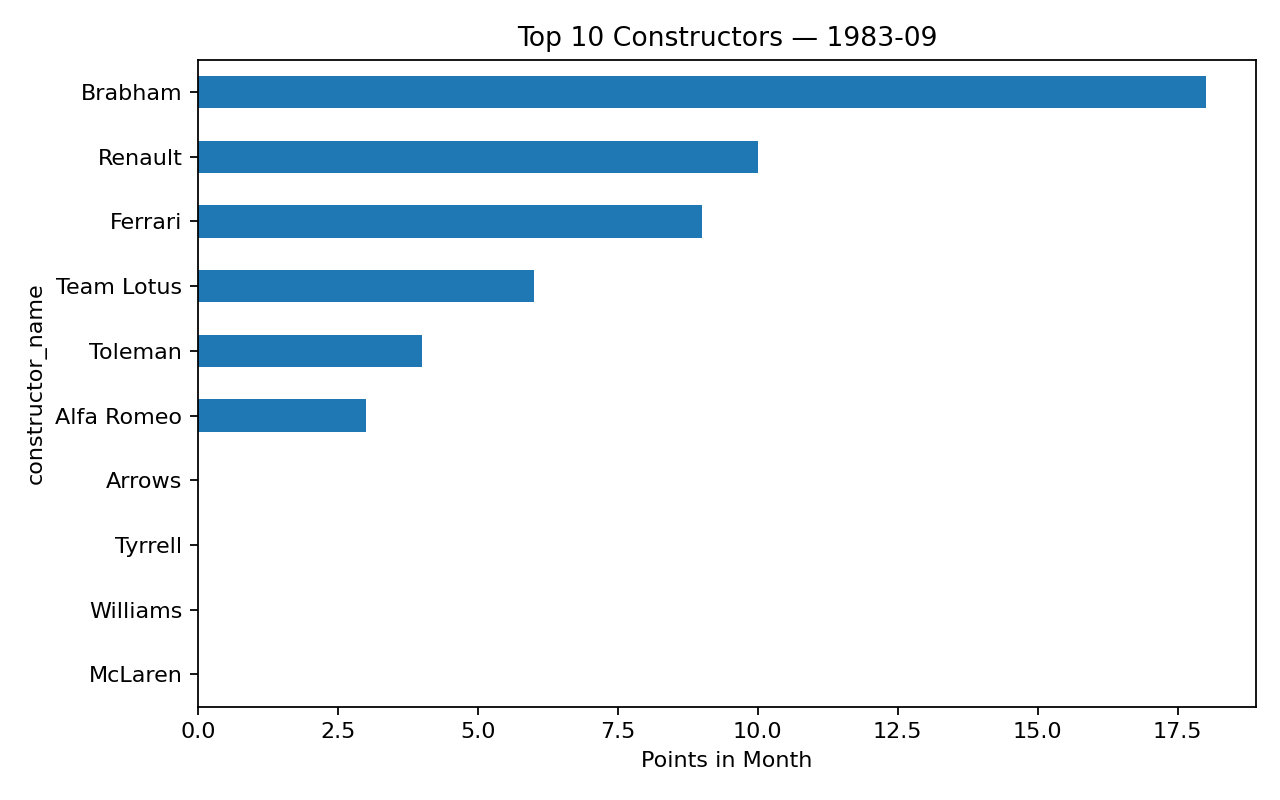 Top 10 Constructors — 1983-09
constructor_name
Brabham
Renault
Ferrari
Team Lotus
Toleman
Alfa Romeo
Arrows
Tyrrell
Williams
McLaren
0.0 2.5 5.0 7.5 10.0 12.5 15.0 17.5
Points in Month